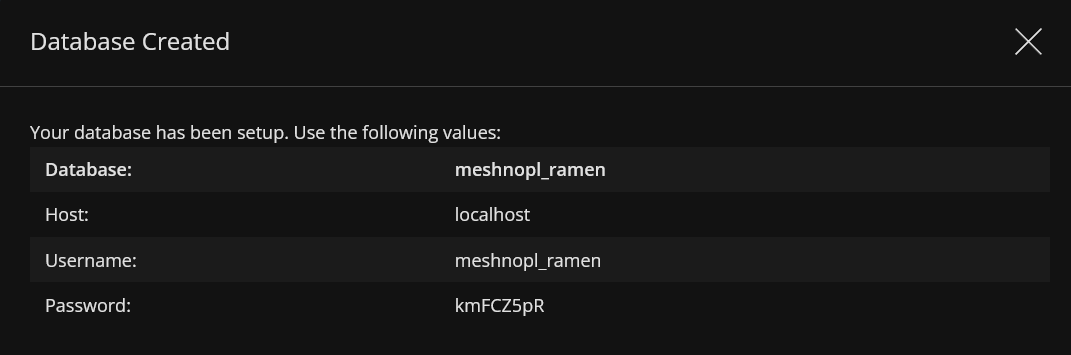 Database Created
Your database has been setup. Use the following values:
Database: meshnopl_ramen
Host: localhost
Username: meshnopl_ramen
Password: kmFCZ5pR